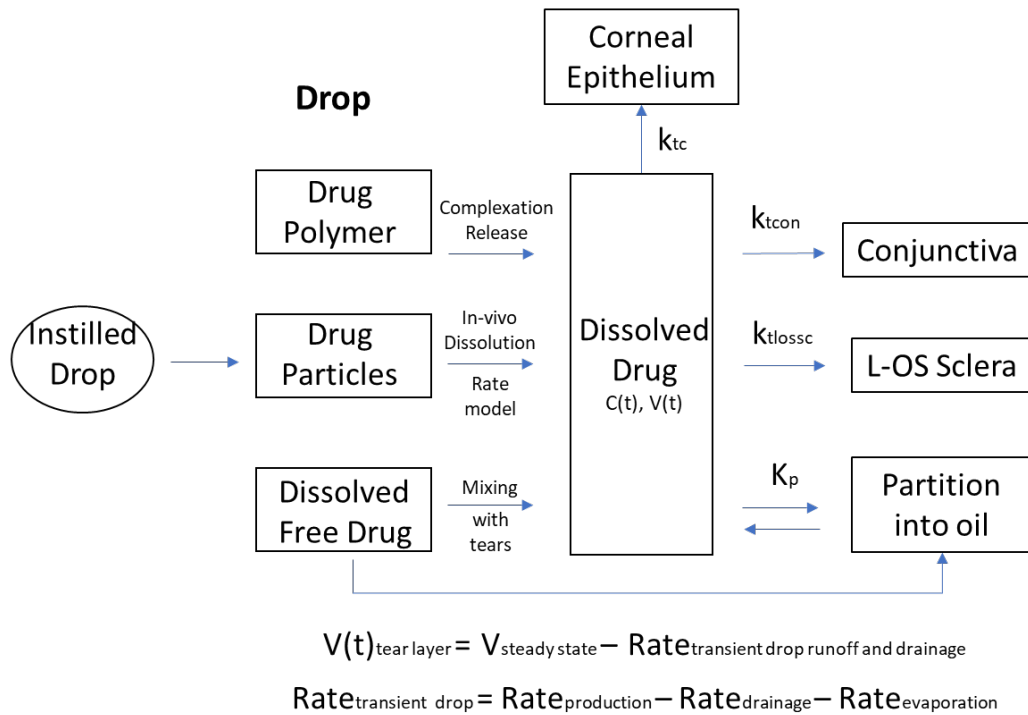 Corneal
Epithelium
Drop
ktc
Drug
Polymer
Complexation
Release
ktcon
Conjunctiva
Instilled
Drop
Drug
Particles
In-vivo
Dissolution
Rate
model
Dissolved
Drug
C(t), V(t)
ktlossc
L-OS Sclera
Dissolved
Free Drug
Mixing
with
tears
Kp
Partition
into oil
V(t)tear layer = Vsteady state – Ratetransient drop runoff and drainage
Ratetransient drop = Rateproduction – Ratedrainage – Rateevaporation